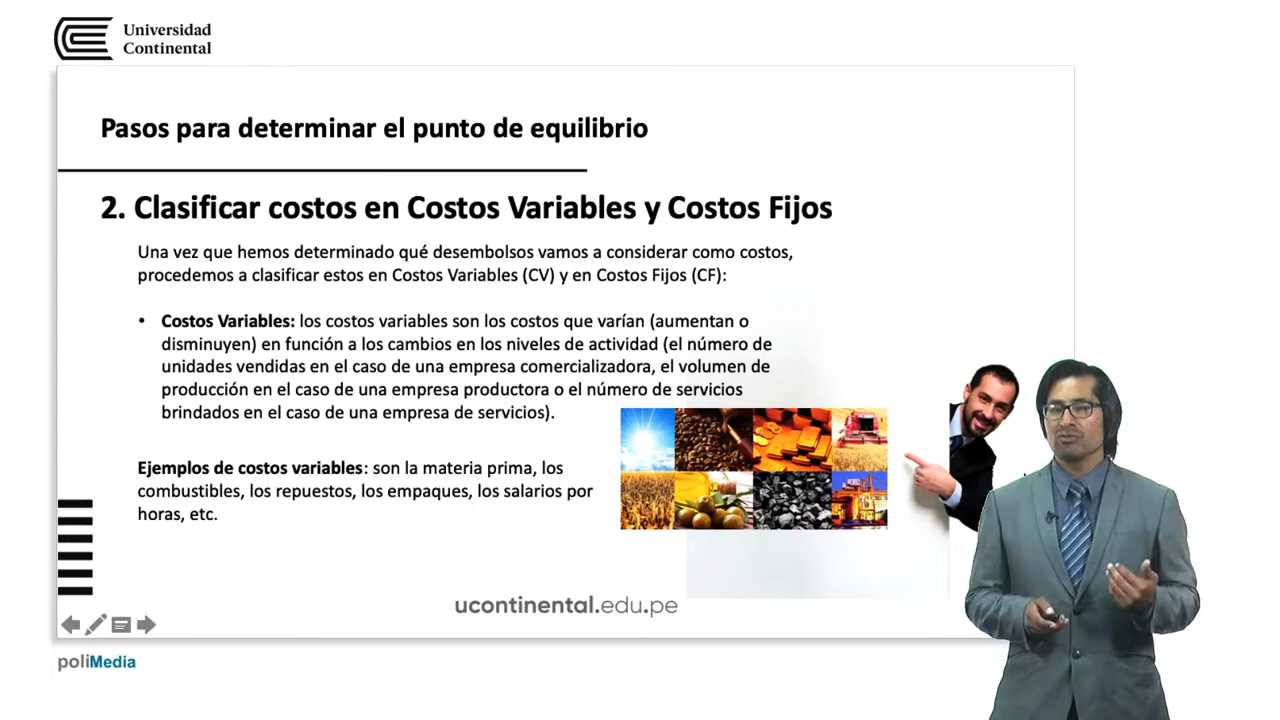 Universidad
Continental
Pasos para determinar el punto de equilibrio
2. Clasificar costos en Costos Variables y Costos Fijos
Una vez que hemos determinado qué desembolsos vamos a considerar como costos,
procedemos a clasificar estos en Costos Variables (CV) y en Costos Fijos (CF):
• Costos Variables: los costos variables son los costos que varían (aumentan o
disminuyen) en función a los cambios en los niveles de actividad (el número de
unidades vendidas en el caso de una empresa comercializadora, el volumen de
producción en el caso de una empresa productora o el número de servicios
brindados en el caso de una empresa de servicios).
Ejemplos de costos variables: son la materia prima, los
combustibles, los repuestos, los empaques, los salarios por
horas, etc.
ucontinental.edu.pe
poliMedia